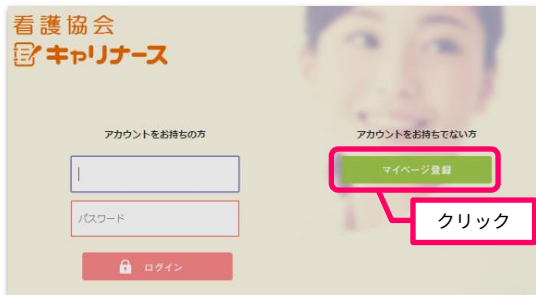 看護協会
キャリナース
アカウントをお持ちの方
アカウントをお持ちでない方
マイページ登録
クリック
パスワード
ログイン